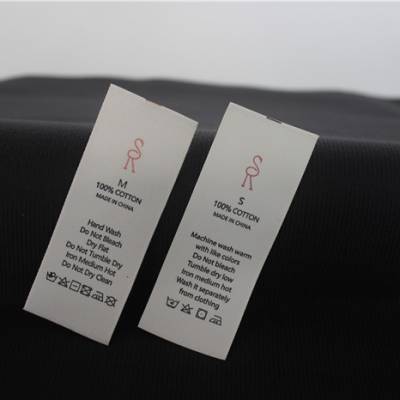 SR
M
100% COTTON
MADE IN CHINA
Hand Wash
Do Not Bleach
Dry Flat
Do Not Tumble Dry
Iron Medium Hot
Do Not Dry Clean
SR
S
100% COTTON
MADE IN CHINA
Machine wash warm
with like colors
Do Not bleach
Tumble dry low
Iron medium hot
Wash it separately
from clothing